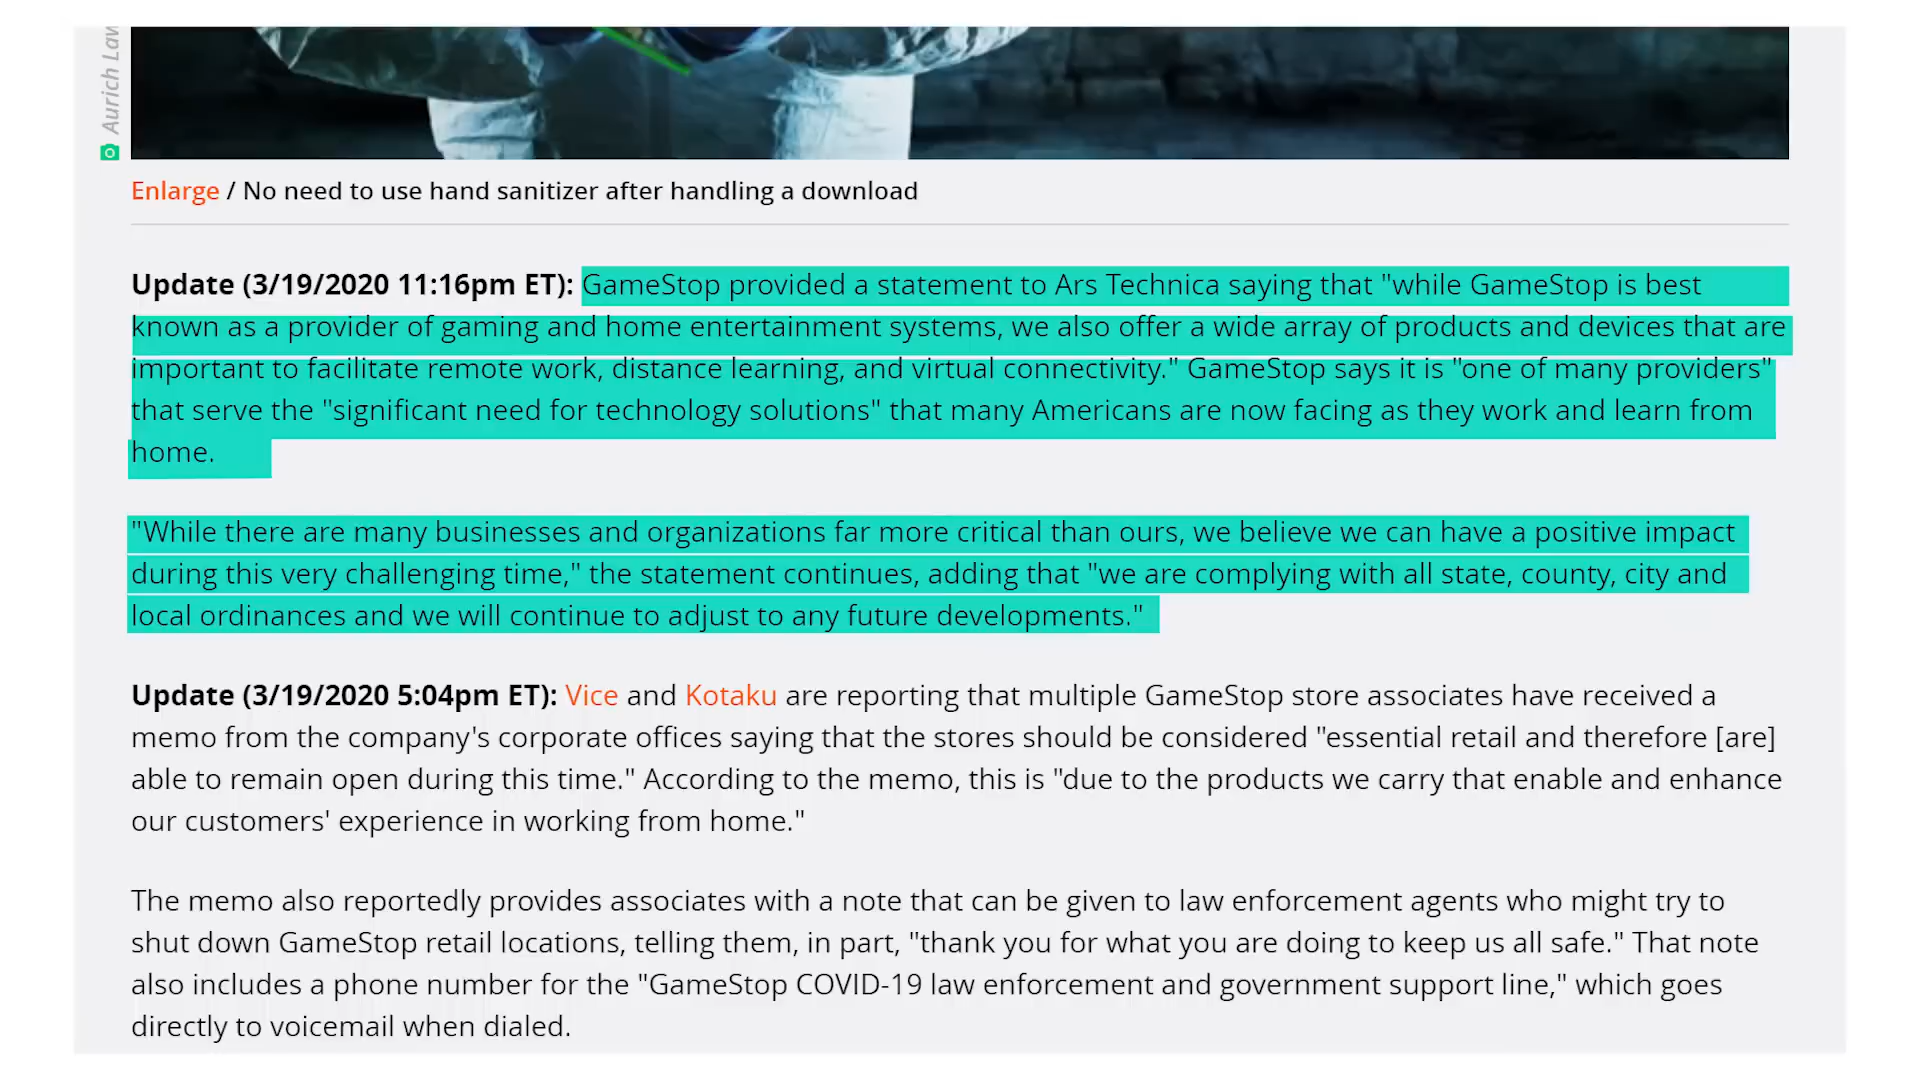 Aurich Law
Enlarge / No need to use hand sanitizer after handling a download
Update (3/19/2020 11:16pm ET): GameStop provided a statement to Ars Technica saying that "while GameStop is best
known as a provider of gaming and home entertainment systems, we also offer a wide array of products and devices that are
important to facilitate remote work, distance learning, and virtual connectivity." GameStop says it is "one of many providers"
that serve the "significant need for technology solutions" that many Americans are now facing as they work and learn from
home.
"While there are many businesses and organizations far more critical than ours, we believe we can have a positive impact
during this very challenging time," the statement continues, adding that "we are complying with all state, county, city and
local ordinances and we will continue to adjust to any future developments."
Update (3/19/2020 5:04pm ET): Vice and Kotaku are reporting that multiple GameStop store associates have received a
memo from the company's corporate offices saying that the stores should be considered "essential retail and therefore [are]
able to remain open during this time." According to the memo, this is "due to the products we carry that enable and enhance
our customers' experience in working from home."
The memo also reportedly provides associates with a note that can be given to law enforcement agents who might try to
shut down GameStop retail locations, telling them, in part, "thank you for what you are doing to keep us all safe." That note
also includes a phone number for the "GameStop COVID-19 law enforcement and government support line," which goes
directly to voicemail when dialed.